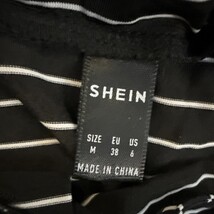 SHEIN
SIZE EU US
M 38 6
MADE IN CHINA